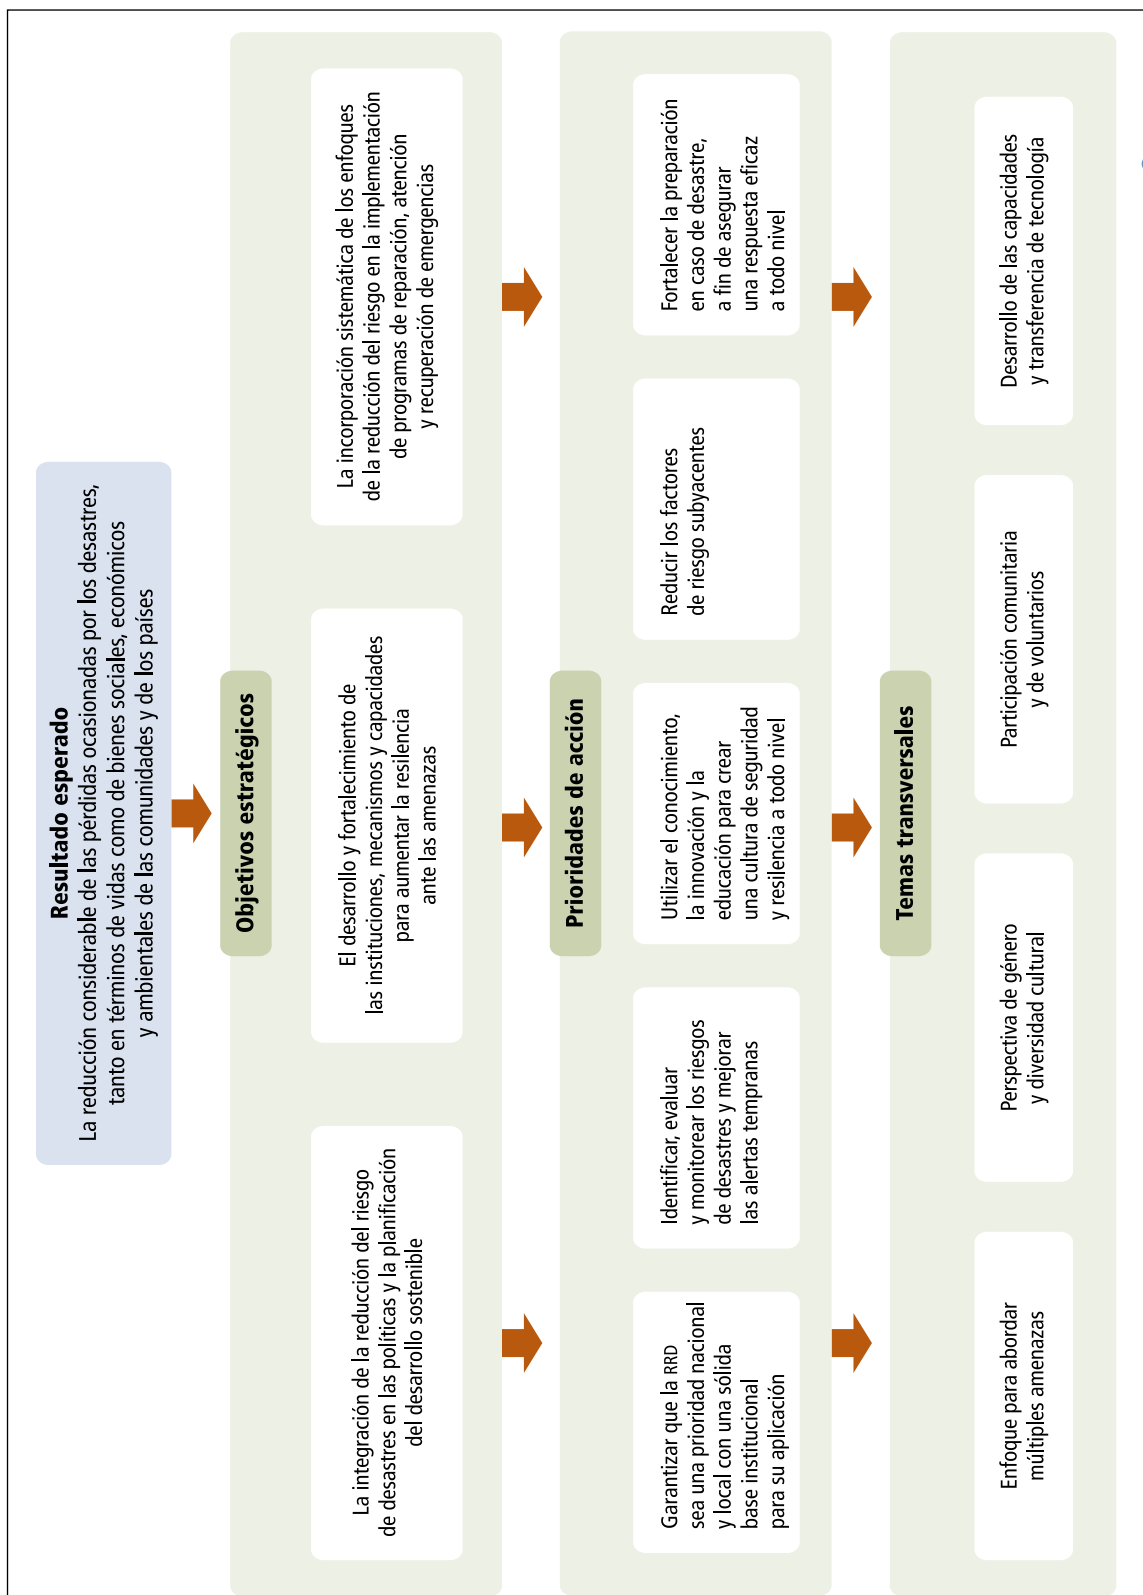 Resultado esperado
La reducción considerable de las pérdidas ocasionadas por los desastres,
tanto en términos de vidas como de bienes sociales, económicos
y ambientales de las comunidades y de los países
Objetivos estratégicos
La integración de la reducción del riesgo
de desastres en las políticas y la planificación
del desarrollo sostenible
El desarrollo y fortalecimiento de
las instituciones, mecanismos y capacidades
para aumentar la resilencia
ante las amenazas
La incorporación sistemática de los enfoques
de la reducción del riesgo en la implementación
de programas de reparación, atención
y recuperación de emergencias
Prioridades de acción
Garantizar que la RRD
sea una prioridad nacional
y local con una sólida
base institucional
para su aplicación
Identificar, evaluar
y monitorear los riesgos
de desastres y mejorar
las alertas tempranas
Utilizar el conocimiento,
la innovación y la
educación para crear
una cultura de seguridad
y resilencia a todo nivel
Reducir los factores
de riesgo subyacentes
Fortalecer la preparación
en caso de desastre,
a fin de asegurar
una respuesta eficaz
a todo nivel
Temas transversales
Enfoque para abordar
múltiples amenazas
Perspectiva de género
y diversidad cultural
Participación comunitaria
y de voluntarios
Desarrollo de las capacidades
y transferencia de tecnología